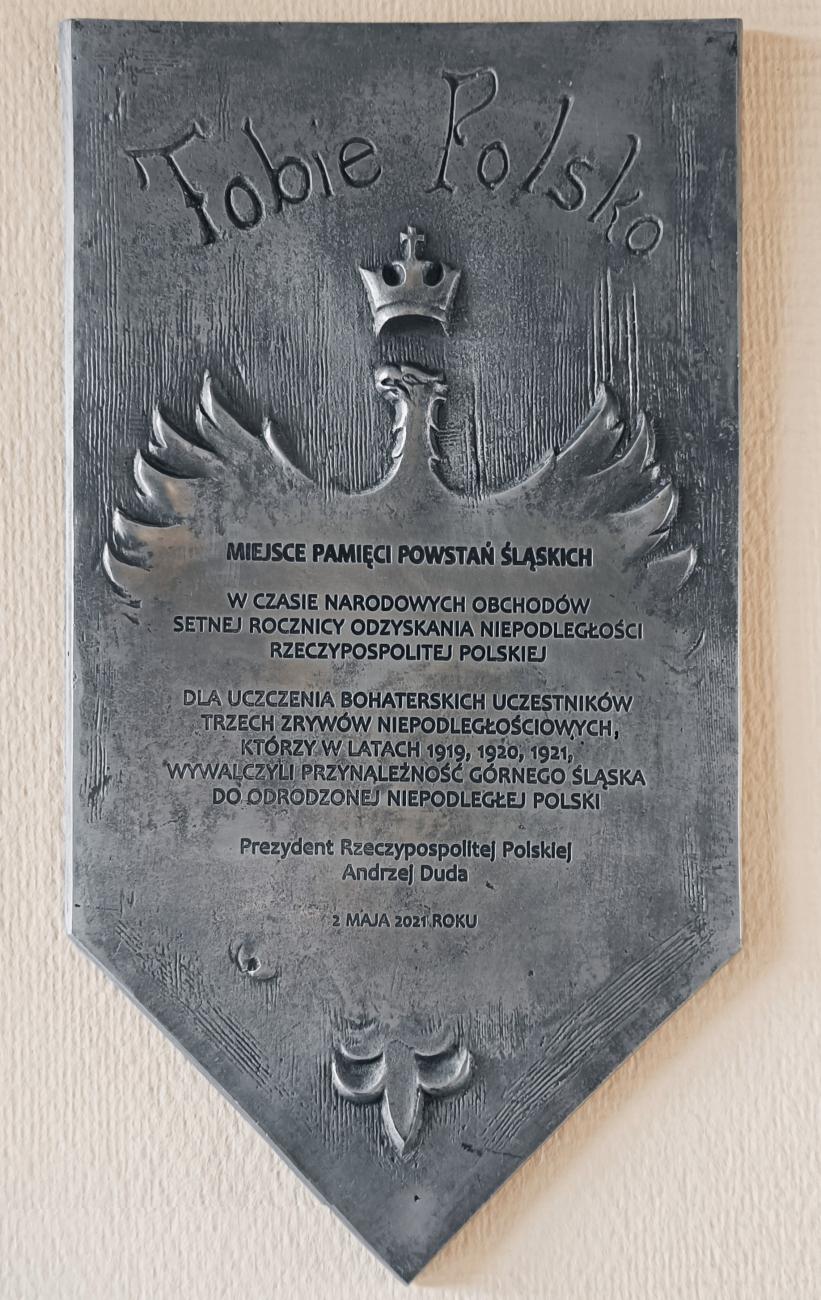 Tobie Polsko
MIEJSCE PAMIĘCI POWSTAŃ ŚLĄSKICH
W CZASIE NARODOWYCH OBCHODÓW
SETNEJ ROCZNICY ODZYSKANIA NIEPODLEGŁOŚCI
RZECZYPOSPOLITEJ POLSKIEJ
DLA UCZCZENIA BOHATERSKICH UCZESTNIKÓW
TRZECH ZRYWÓW NIEPODLEGŁOŚCIOWYCH,
KTÓRZY W LATACH 1919, 1920, 1921,
WYWALCZYLI PRZYNALEŻNOŚĆ GÓRNEGO ŚLĄSKA
DO ODRODZONEJ NIEPODLEGŁEJ POLSKI
Prezydent Rzeczypospolitej Polskiej
Andrzej Duda
2 MAJA 2021 ROKU